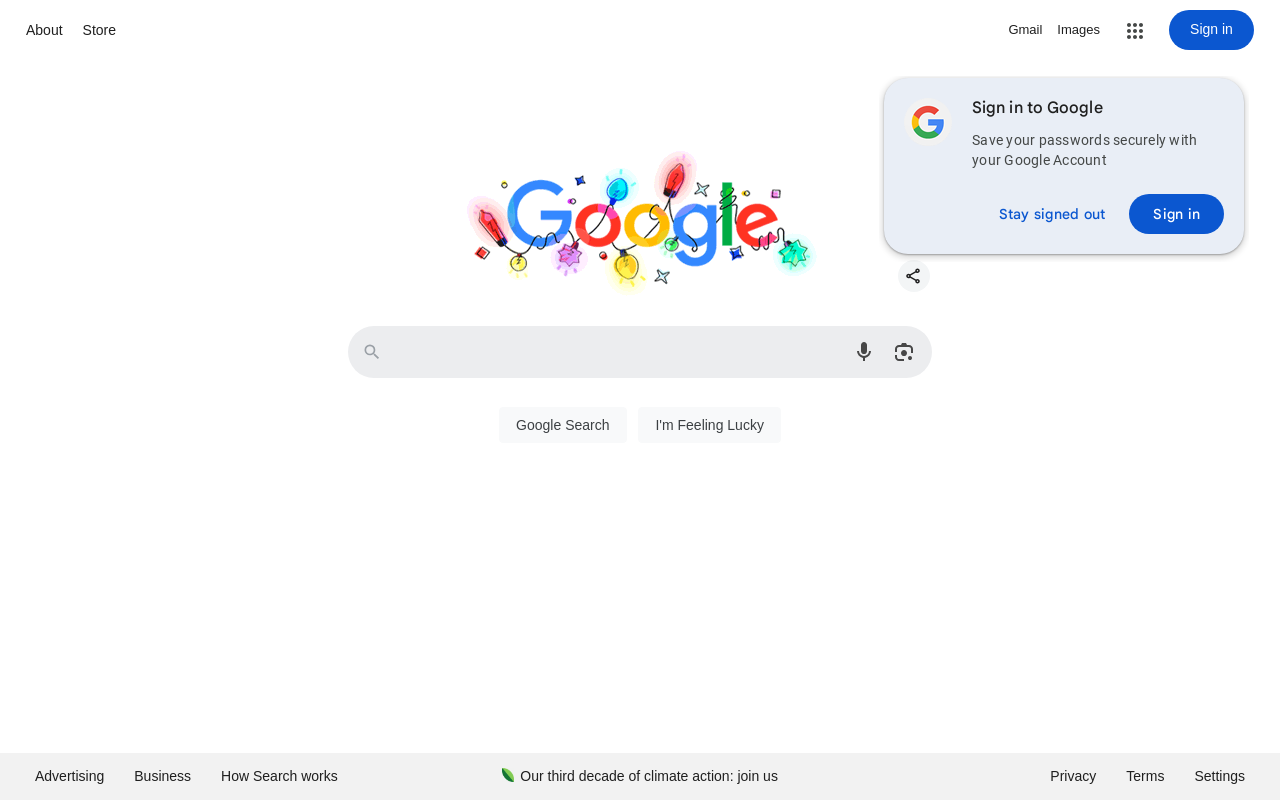 About Store
Gmail Images Sign in
Sign in to Google
Save your passwords securely with
your Google Account
Stay signed out Sign in
Google
Google Search I'm Feeling Lucky
Advertising Business How Search works
Our third decade of climate action: join us
Privacy Terms Settings